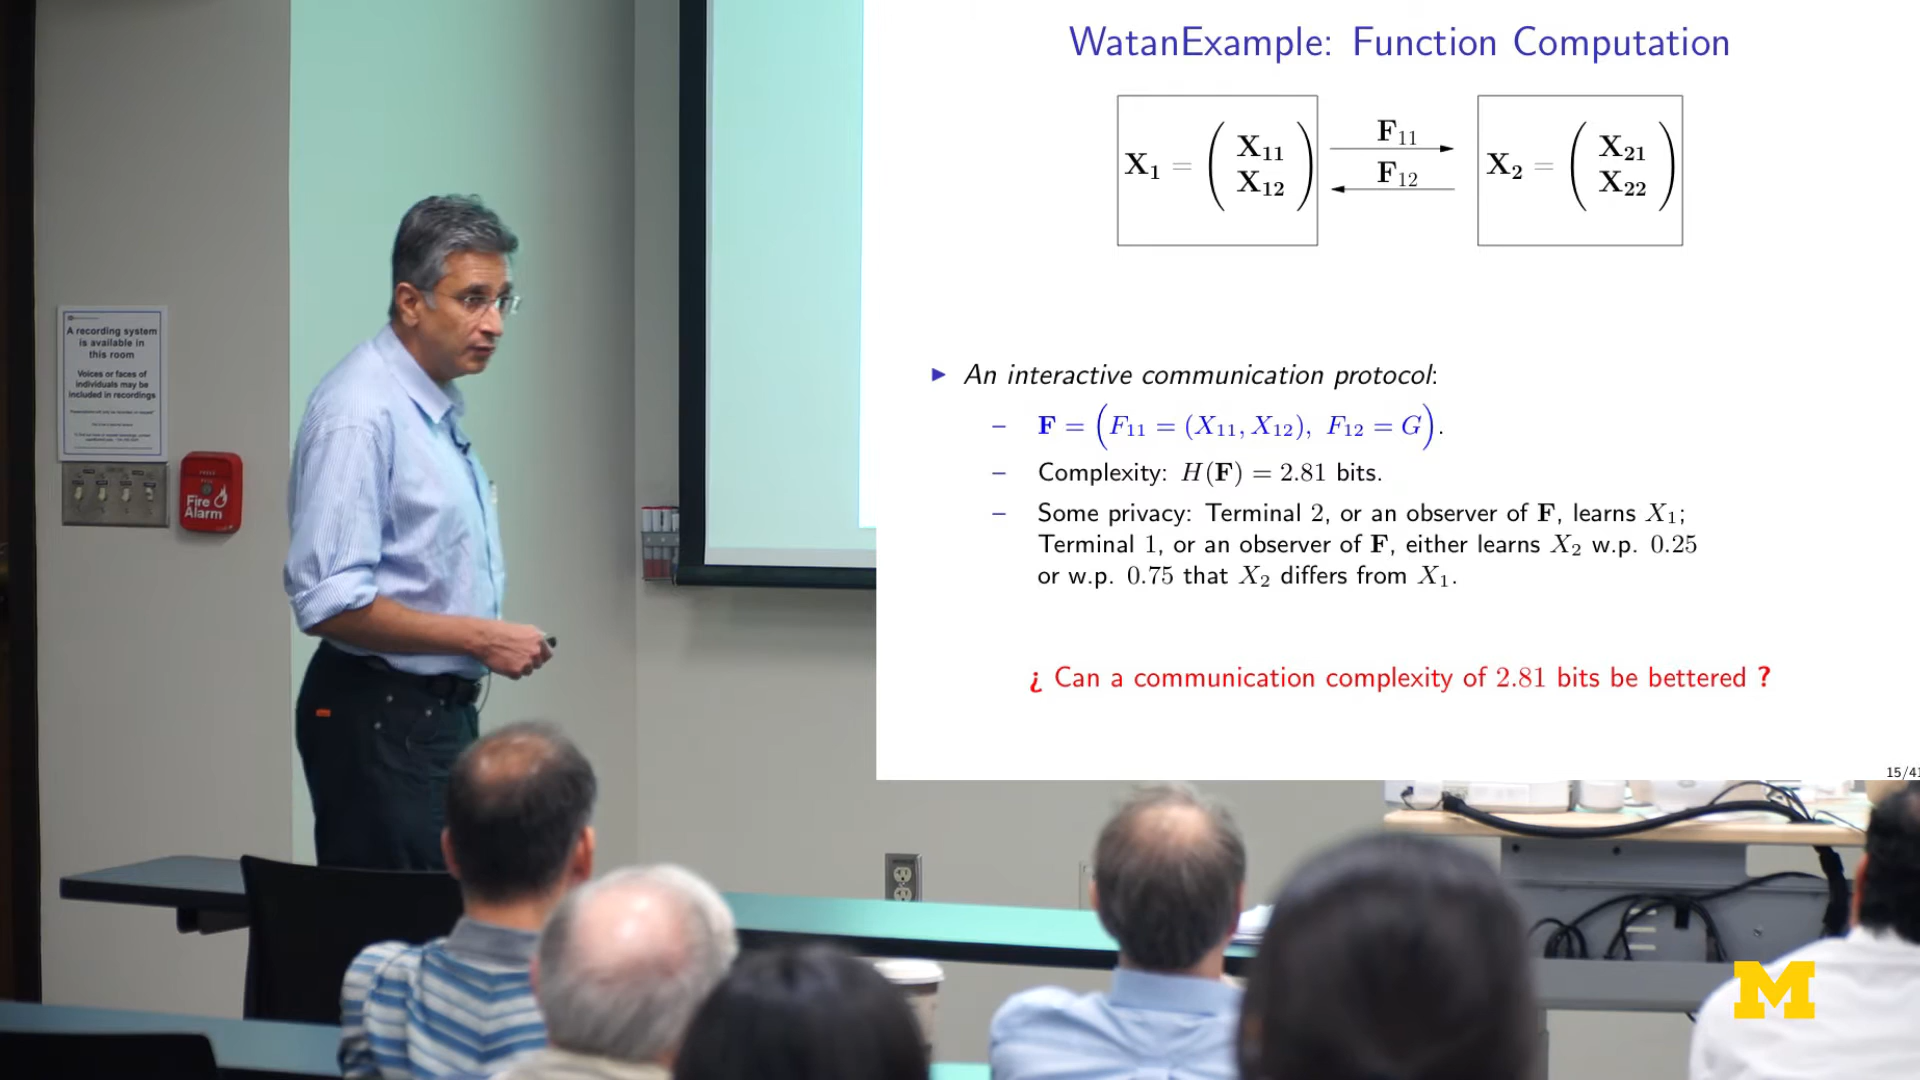 WatanExample: Function Computation
X₁ = ( X₁₁ X₁₂ )
F₁₁
F₁₂
X₂ = ( X₂₁ X₂₂ )
▶ An interactive communication protocol:
– F = (F₁₁ = (X₁₁, X₁₂), F₁₂ = G).
– Complexity: H(F) = 2.81 bits.
– Some privacy: Terminal 2, or an observer of F, learns X₁;
Terminal 1, or an observer of F, either learns X₂ w.p. 0.25
or w.p. 0.75 that X₂ differs from X₁.
¿ Can a communication complexity of 2.81 bits be bettered ?
15/41
A recording system
is available in
this room
Voices or faces of
individuals may be
included in recordings
Fire
Alarm
M